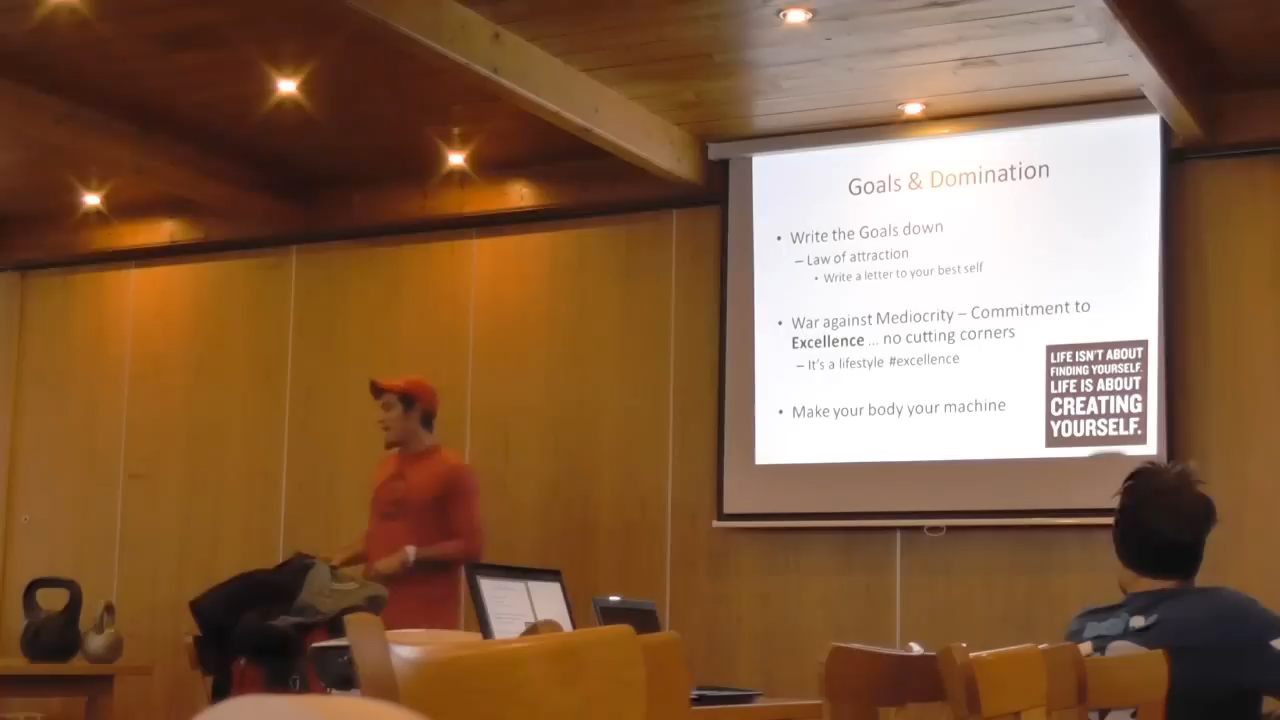 Goals & Domination
• Write the Goals down
– Law of attraction
• Write a letter to your best self
• War against Mediocrity – Commitment to
Excellence ... no cutting corners
– It's a lifestyle #excellence
• Make your body your machine
LIFE ISN'T ABOUT
FINDING YOURSELF.
LIFE IS ABOUT
CREATING
YOURSELF.